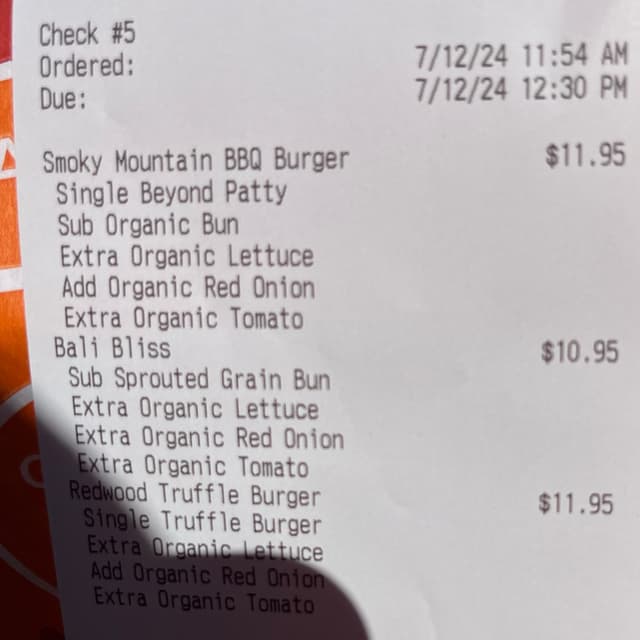 Check #5
Ordered: 7/12/24 11:54 AM
Due: 7/12/24 12:30 PM
Smoky Mountain BBQ Burger $11.95
Single Beyond Patty
Sub Organic Bun
Extra Organic Lettuce
Add Organic Red Onion
Extra Organic Tomato
Bali Bliss $10.95
Sub Sprouted Grain Bun
Extra Organic Lettuce
Extra Organic Red Onion
Extra Organic Tomato
Redwood Truffle Burger $11.95
Single Truffle Burger
Extra Organic Lettuce
Add Organic Red Onion
Extra Organic Tomato